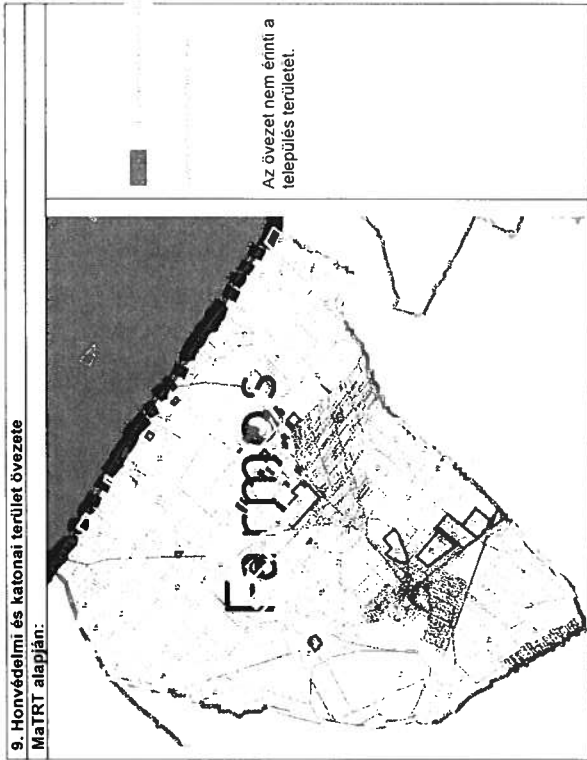 9. Honvédelmi és katonai terület övezete
MaTRT alapján:
Farmos
Az övezet nem érinti a
település területét.